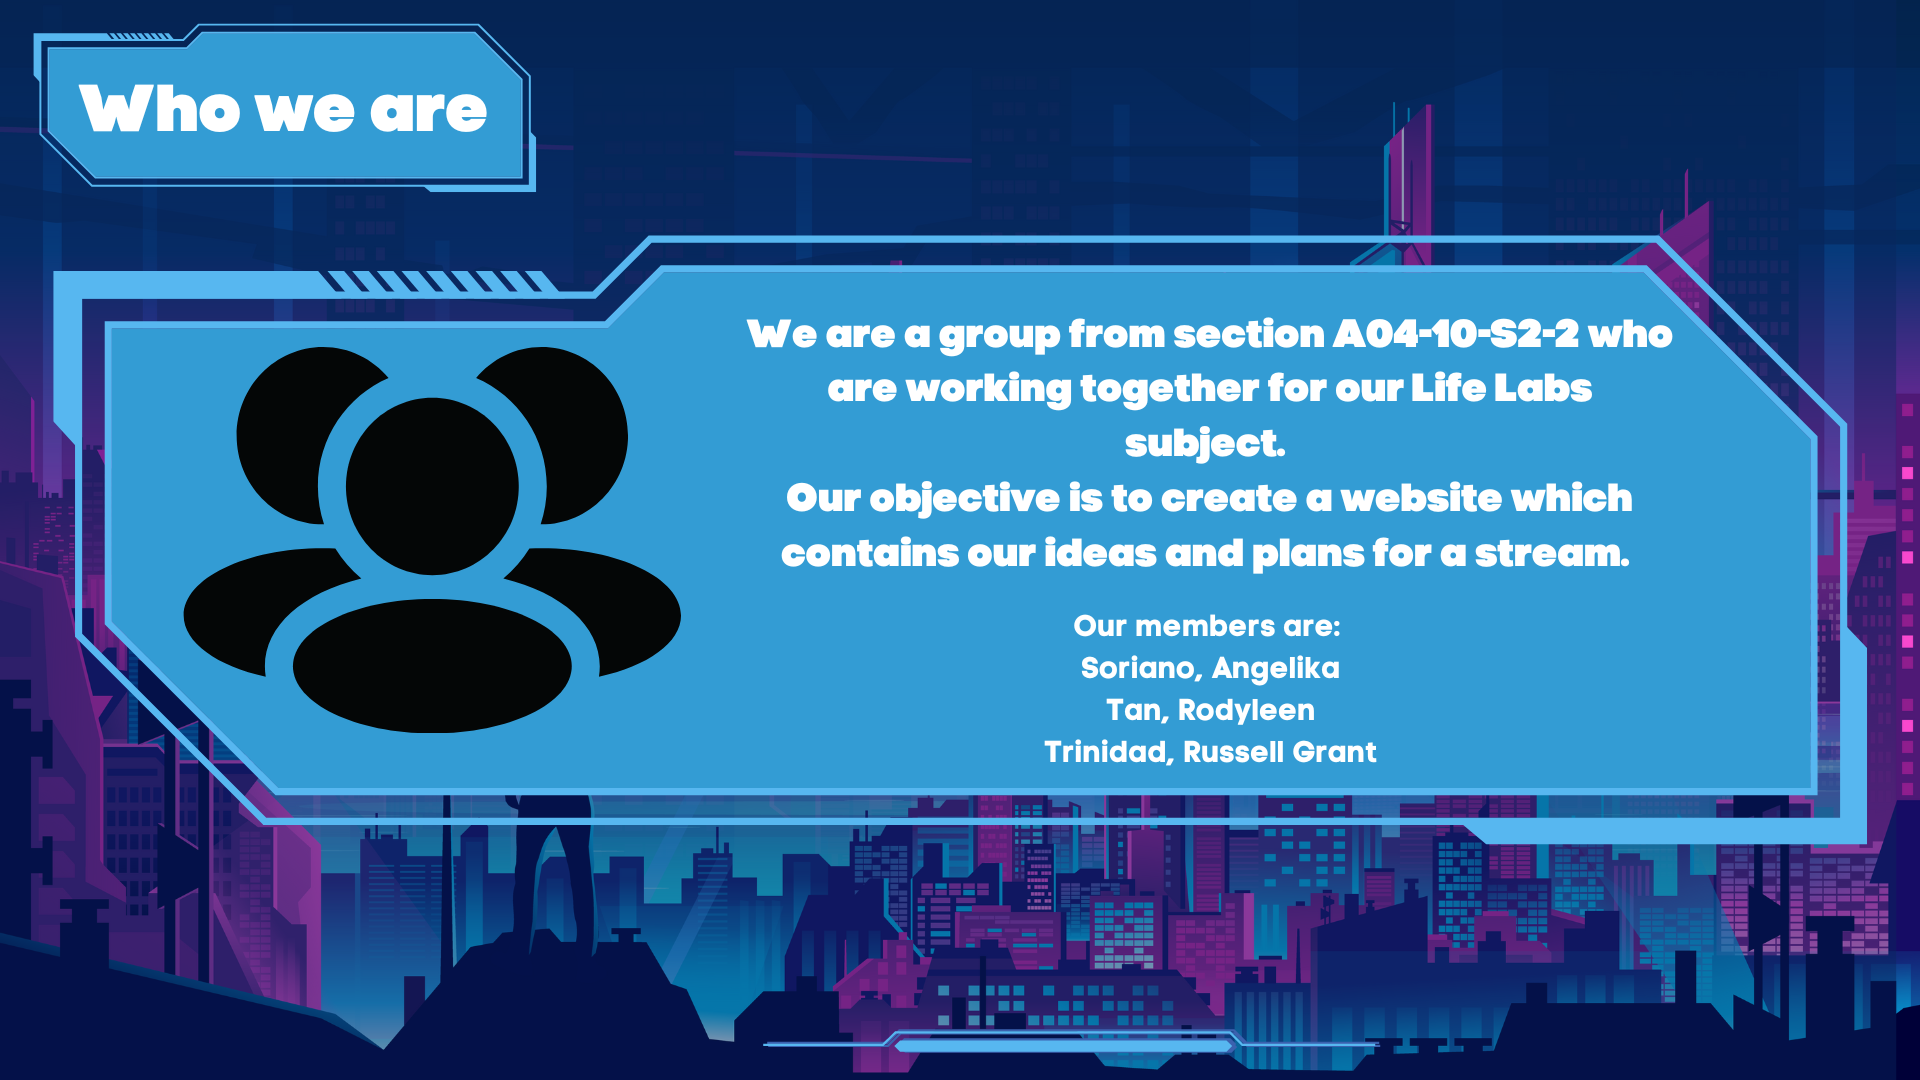 Who we are
We are a group from section A04-10-S2-2 who
are working together for our Life Labs
subject.
Our objective is to create a website which
contains our ideas and plans for a stream.
Our members are:
Soriano, Angelika
Tan, Rodyleen
Trinidad, Russell Grant